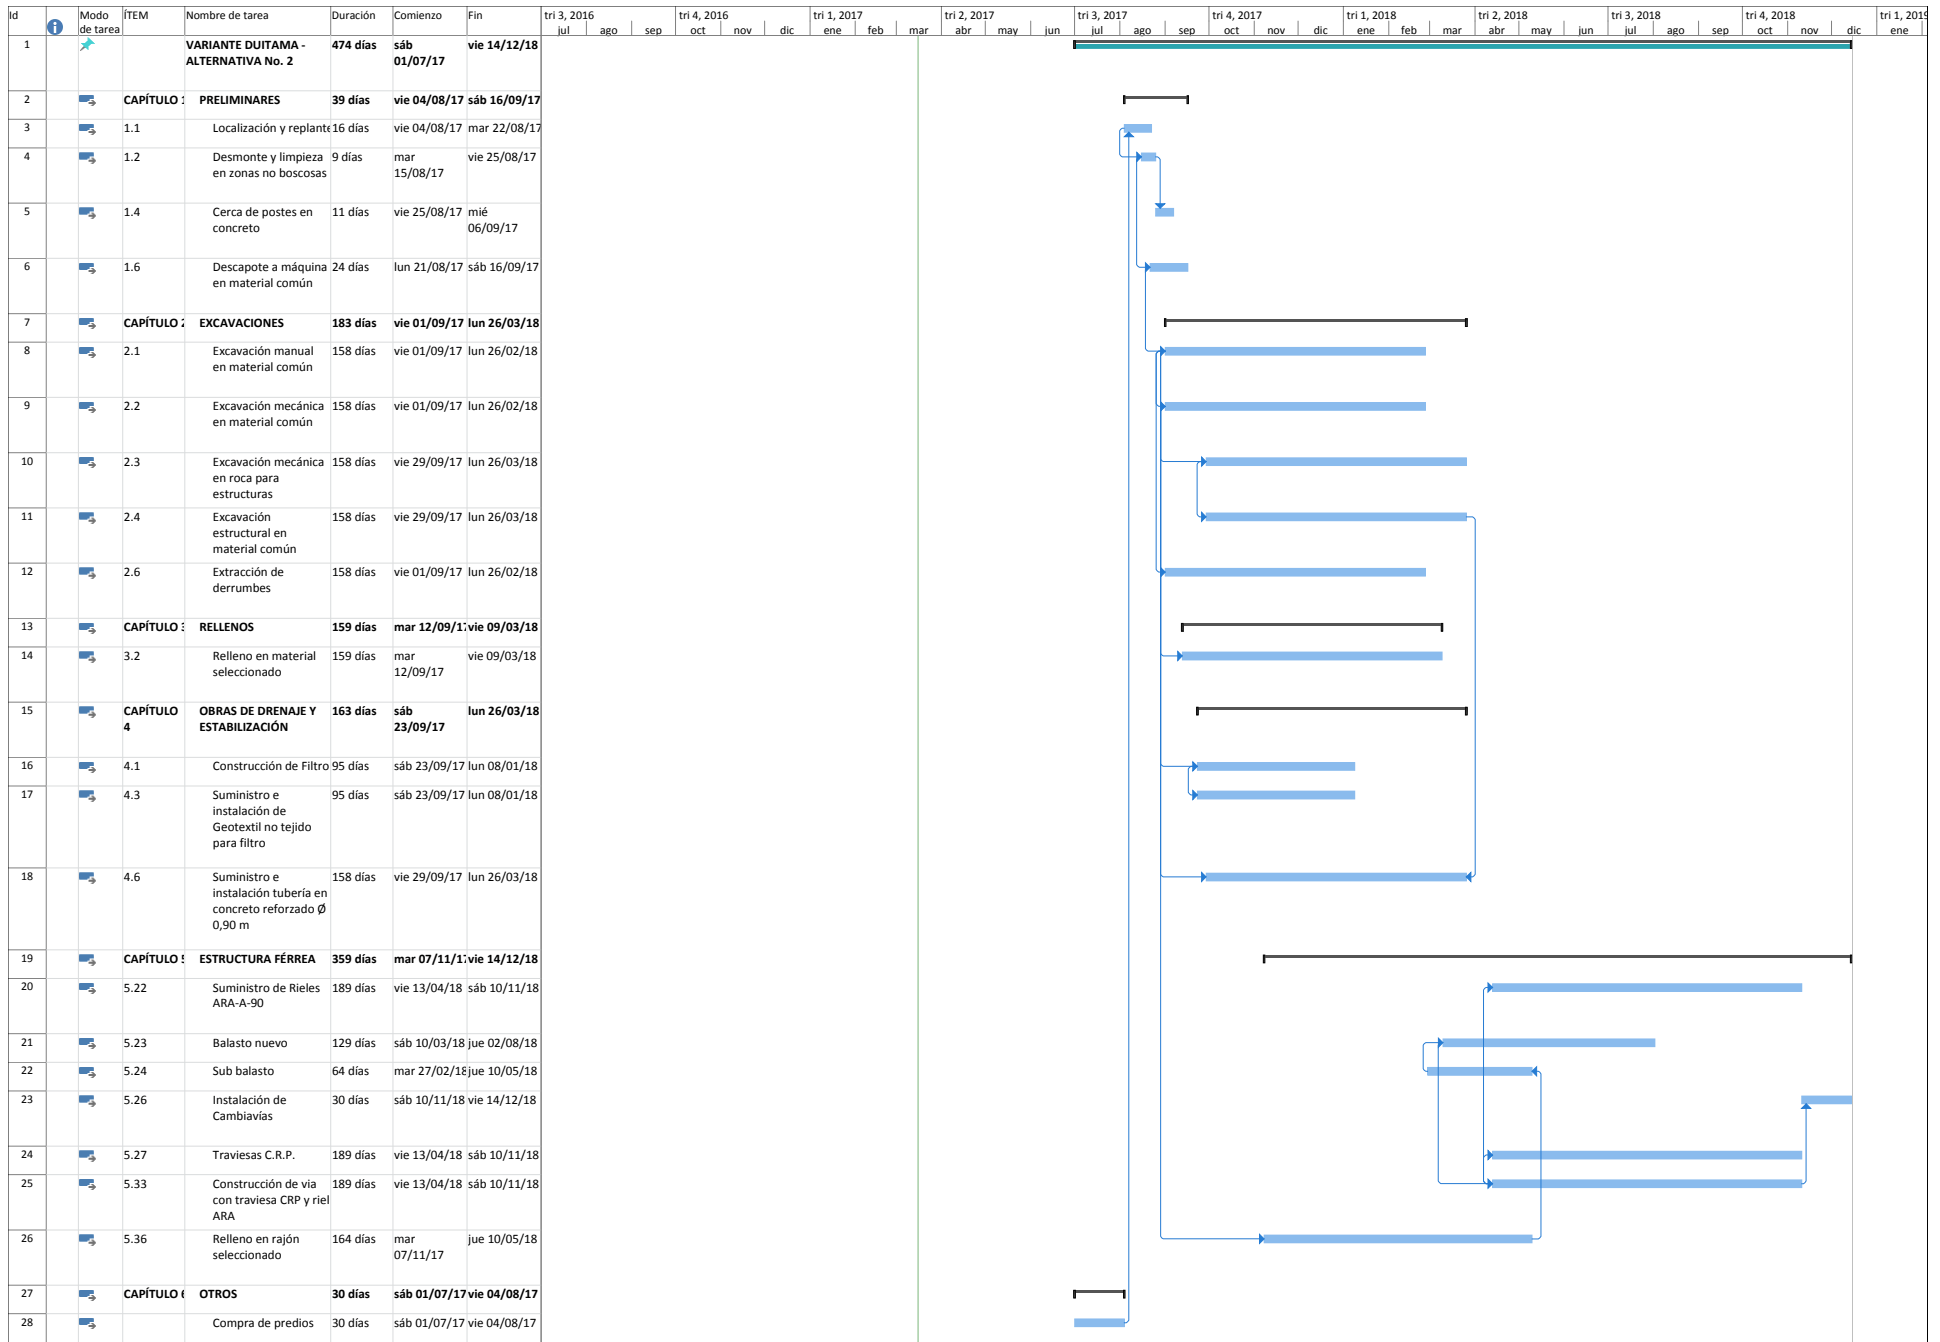 Id Modo de tarea ÍTEM Nombre de tarea Duración Comienzo Fin
tri 3, 2016 tri 4, 2016 tri 1, 2017 tri 2, 2017 tri 3, 2017 tri 4, 2017 tri 1, 2018 tri 2, 2018 tri 3, 2018 tri 4, 2018 tri 1, 2019
jul ago sep oct nov dic ene feb mar abr may jun jul ago sep oct nov dic ene feb mar abr may jun jul ago sep oct nov dic ene
1 VARIANTE DUITAMA - 474 días sáb vie 14/12/18
ALTERNATIVA No. 2 01/07/17
2 CAPÍTULO 1 PRELIMINARES 39 días vie 04/08/17 sáb 16/09/17
3 1.1 Localización y replante 16 días vie 04/08/17 mar 22/08/17
4 1.2 Desmonte y limpieza 9 días mar vie 25/08/17
en zonas no boscosas 15/08/17
5 1.4 Cerca de postes en 11 días vie 25/08/17 mié
concreto 06/09/17
6 1.6 Descapote a máquina 24 días lun 21/08/17 sáb 16/09/17
en material común
7 CAPÍTULO 2 EXCAVACIONES 183 días vie 01/09/17 lun 26/03/18
8 2.1 Excavación manual 158 días vie 01/09/17 lun 26/02/18
en material común
9 2.2 Excavación mecánica 158 días vie 01/09/17 lun 26/02/18
en material común
10 2.3 Excavación mecánica 158 días vie 29/09/17 lun 26/03/18
en roca para
estructuras
11 2.4 Excavación 158 días vie 29/09/17 lun 26/03/18
estructural en
material común
12 2.6 Extracción de 158 días vie 01/09/17 lun 26/02/18
derrumbes
13 CAPÍTULO 3 RELLENOS 159 días mar 12/09/17 vie 09/03/18
14 3.2 Relleno en material 159 días mar vie 09/03/18
seleccionado 12/09/17
15 CAPÍTULO OBRAS DE DRENAJE Y 163 días sáb lun 26/03/18
4 ESTABILIZACIÓN 23/09/17
16 4.1 Construcción de Filtro 95 días sáb 23/09/17 lun 08/01/18
17 4.3 Suministro e 95 días sáb 23/09/17 lun 08/01/18
instalación de
Geotextil no tejido
para filtro
18 4.6 Suministro e 158 días vie 29/09/17 lun 26/03/18
instalación tubería en
concreto reforzado Ø
0,90 m
19 CAPÍTULO 5 ESTRUCTURA FÉRREA 359 días mar 07/11/17 vie 14/12/18
20 5.22 Suministro de Rieles 189 días vie 13/04/18 sáb 10/11/18
ARA-A-90
21 5.23 Balasto nuevo 129 días sáb 10/03/18 jue 02/08/18
22 5.24 Sub balasto 64 días mar 27/02/18 jue 10/05/18
23 5.26 Instalación de 30 días sáb 10/11/18 vie 14/12/18
Cambiavías
24 5.27 Traviesas C.R.P. 189 días vie 13/04/18 sáb 10/11/18
25 5.33 Construcción de via 189 días vie 13/04/18 sáb 10/11/18
con traviesa CRP y riel
ARA
26 5.36 Relleno en rajón 164 días mar jue 10/05/18
seleccionado 07/11/17
27 CAPÍTULO 6 OTROS 30 días sáb 01/07/17 vie 04/08/17
28 Compra de predios 30 días sáb 01/07/17 vie 04/08/17